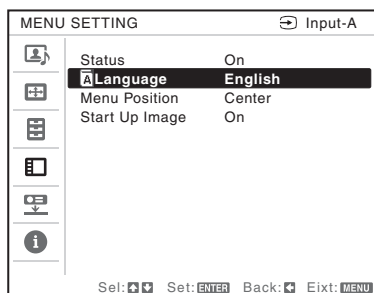 MENU SETTING Input-A
Status On
A Language English
Menu Position Center
Start Up Image On
Sel: Set: ENTER Back: Eixt: MENU